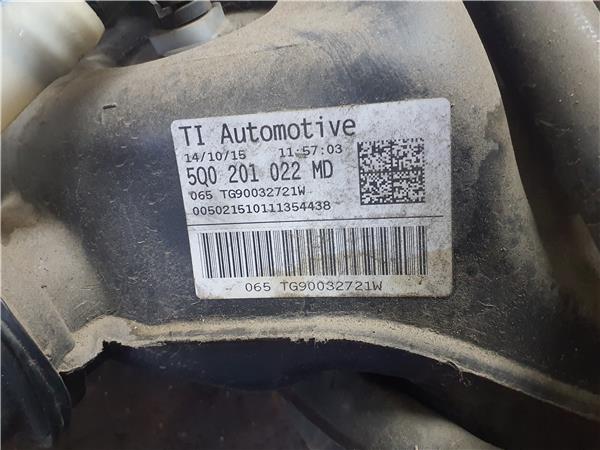 TI Automotive
14/10/15 11:57:03
5Q0 201 022 MD
065 TG90032721W
005021510111354438
065 TG90032721W